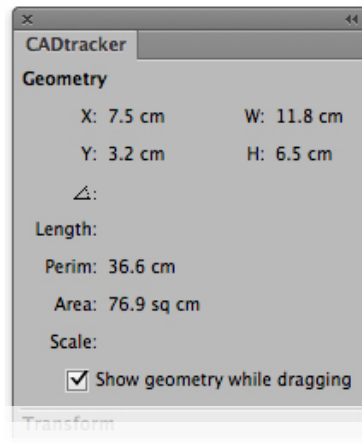 CADtracker
Geometry
X: 7.5 cm W: 11.8 cm
Y: 3.2 cm H: 6.5 cm
:
Length:
Perim: 36.6 cm
Area: 76.9 sq cm
Scale:
Show geometry while dragging
Transform